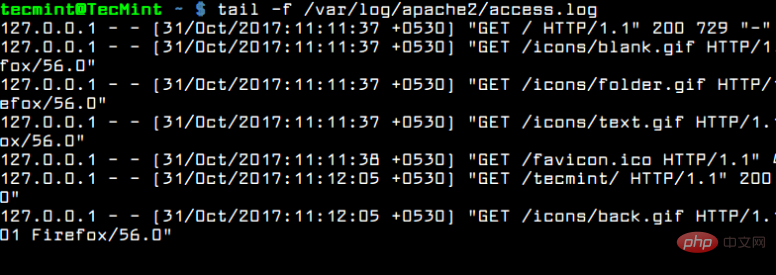 tecmint@TecMint ~ $ tail -f /var/log/apache2/access.log
127.0.0.1 - - [31/Oct/2017:11:11:37 +0530] "GET / HTTP/1.1" 200 729 "-"
127.0.0.1 - - [31/Oct/2017:11:11:37 +0530] "GET /icons/blank.gif HTTP/
fox/56.0"
127.0.0.1 - - [31/Oct/2017:11:11:37 +0530] "GET /icons/folder.gif HTTP/
efox/56.0"
127.0.0.1 - - [31/Oct/2017:11:11:37 +0530] "GET /icons/text.gif HTTP/1.
ox/56.0"
127.0.0.1 - - [31/Oct/2017:11:11:38 +0530] "GET /favicon.ico HTTP/1.1"
127.0.0.1 - - [31/Oct/2017:11:12:05 +0530] "GET /tecmint/ HTTP/1.1" 200
0"
127.0.0.1 - - [31/Oct/2017:11:12:05 +0530] "GET /icons/back.gif HTTP/1.
01 Firefox/56.0"
php 中文网